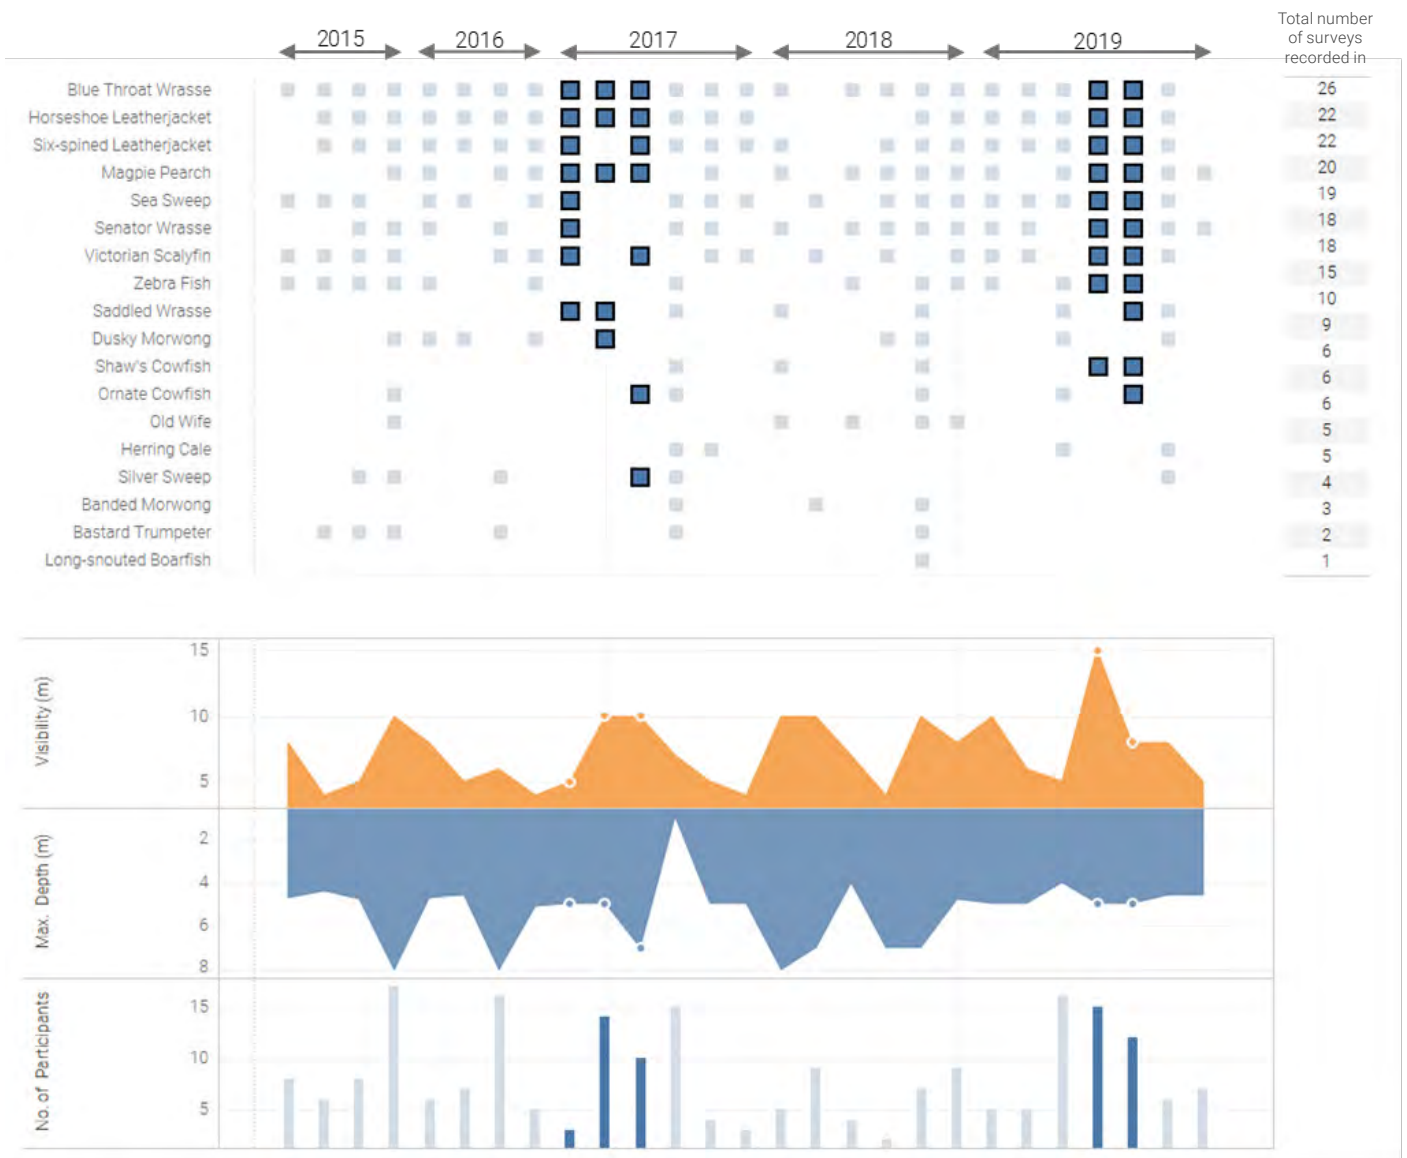 Total number
of surveys
recorded in
2015 2016 2017 2018 2019
Blue Throat Wrasse 26
Horseshoe Leatherjacket 22
Six-spined Leatherjacket 22
Magpie Pearch 20
Sea Sweep 19
Senator Wrasse 18
Victorian Scalyfin 18
Zebra Fish 15
Saddled Wrasse 10
Dusky Morwong 9
Shaw's Cowfish 6
Ornate Cowfish 6
Old Wife 6
Herring Cale 5
Silver Sweep 5
Banded Morwong 4
Bastard Trumpeter 3
Long-snouted Boarfish 2
1
Visibility (m)
15
10
5
Max. Depth (m)
2
4
6
8
No. of Participants
15
10
5